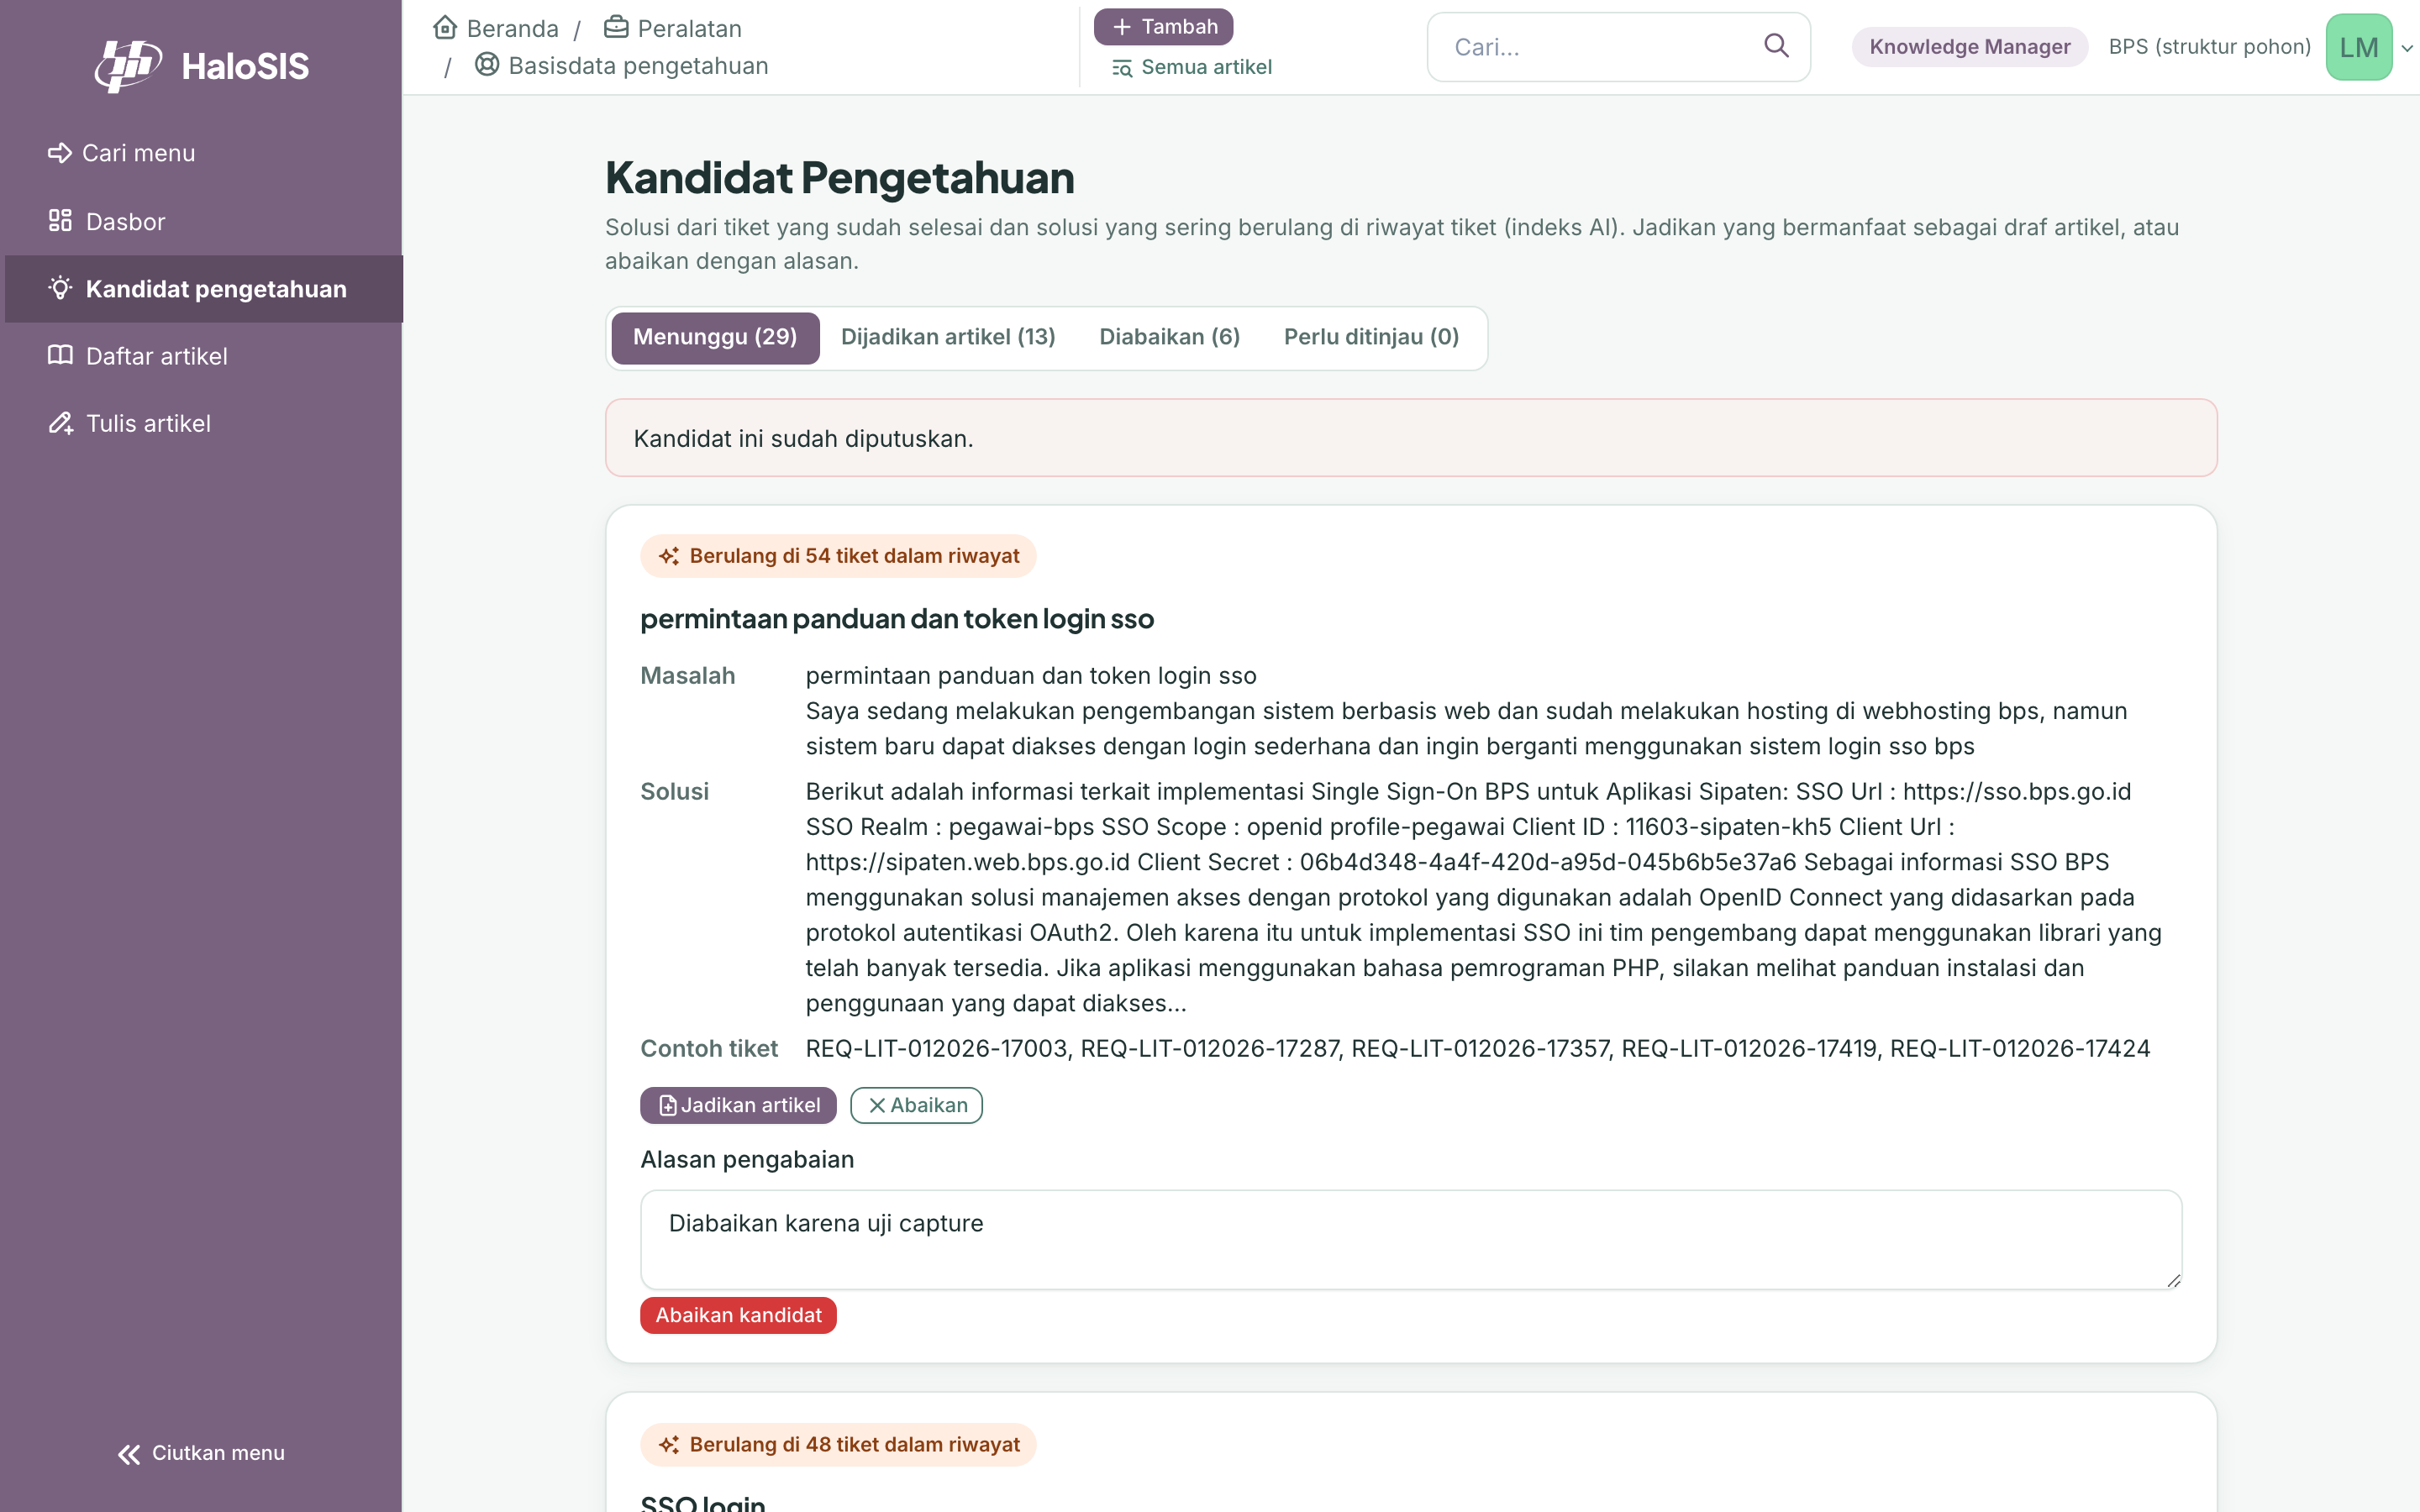 HaloSIS
Cari menu
Dasbor
Kandidat pengetahuan
Daftar artikel
Tulis artikel
Ciutkan menu
Beranda / Peralatan
/ Basisdata pengetahuan
Tambah
Semua artikel
Cari...
Knowledge Manager
BPS (struktur pohon)
LM
Kandidat Pengetahuan
Solusi dari tiket yang sudah selesai dan solusi yang sering berulang di riwayat tiket (indeks AI). Jadikan yang bermanfaat sebagai draf artikel, atau
abaikan dengan alasan.
Menunggu (29) Dijadikan artikel (13) Diabaikan (6) Perlu ditinjau (0)
Kandidat ini sudah diputuskan.
Berulang di 54 tiket dalam riwayat
permintaan panduan dan token login sso
Masalah permintaan panduan dan token login sso
Saya sedang melakukan pengembangan sistem berbasis web dan sudah melakukan hosting di webhosting bps, namun
sistem baru dapat diakses dengan login sederhana dan ingin berganti menggunakan sistem login sso bps
Solusi Berikut adalah informasi terkait implementasi Single Sign-On BPS untuk Aplikasi Sipaten: SSO Url : https://sso.bps.go.id
SSO Realm : pegawai-bps SSO Scope : openid profile-pegawai Client ID : 11603-sipaten-kh5 Client Url :
https://sipaten.web.bps.go.id Client Secret : 06b4d348-4a4f-420d-a95d-045b6b5e37a6 Sebagai informasi SSO BPS
menggunakan solusi manajemen akses dengan protokol yang digunakan adalah OpenID Connect yang didasarkan pada
protokol autentikasi OAuth2. Oleh karena itu untuk implementasi SSO ini tim pengembang dapat menggunakan librari yang
telah banyak tersedia. Jika aplikasi menggunakan bahasa pemrograman PHP, silakan melihat panduan instalasi dan
penggunaan yang dapat diakses...
Contoh tiket REQ-LIT-012026-17003, REQ-LIT-012026-17287, REQ-LIT-012026-17357, REQ-LIT-012026-17419, REQ-LIT-012026-17424
Jadikan artikel Abaikan
Alasan pengabaian
Diabaikan karena uji capture
Abaikan kandidat
Berulang di 48 tiket dalam riwayat
SSO login